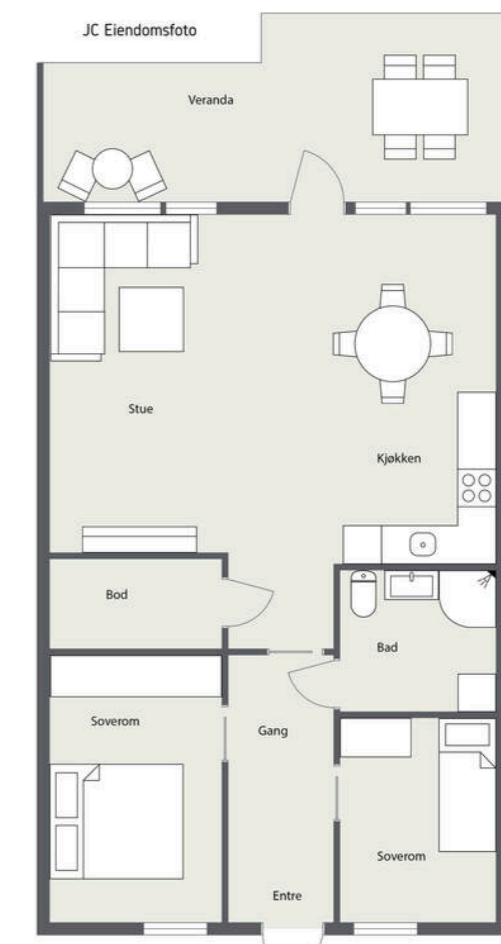 JC Eiendomsfoto
Veranda
Stue
Kjøkken
Bod
Bad
Soverom
Gang
Soverom
Entre